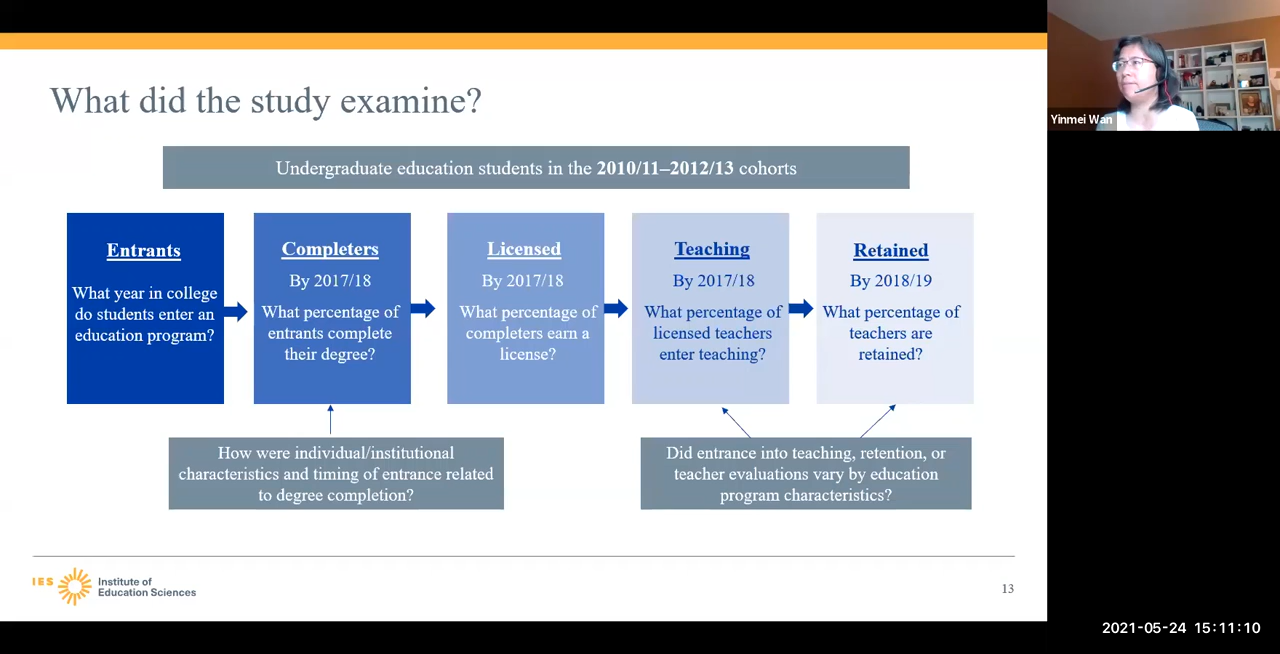 What did the study examine?
Undergraduate education students in the 2010/11–2012/13 cohorts
Entrants
What year in college
do students enter an
education program?
Completers
By 2017/18
What percentage of
entrants complete
their degree?
Licensed
By 2017/18
What percentage of
completers earn a
license?
Teaching
By 2017/18
What percentage of
licensed teachers
enter teaching?
Retained
By 2018/19
What percentage of
teachers are
retained?
How were individual/institutional
characteristics and timing of entrance related
to degree completion?
Did entrance into teaching, retention, or
teacher evaluations vary by education
program characteristics?
IES
Institute of
Education Sciences
13
Yinmei Wan
2021-05-24 15:11:10